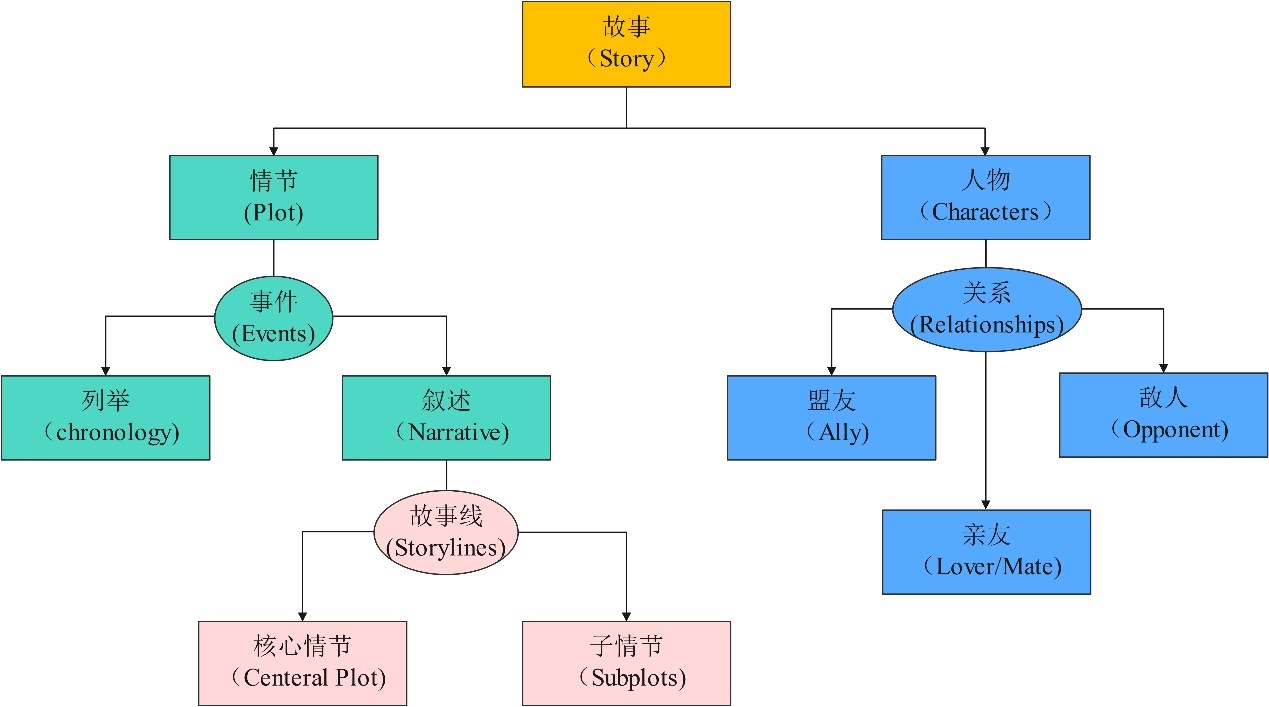 故事
（Story）
情节
(Plot)
人物
（Characters）
事件
(Events)
关系
(Relationships)
列举
（chronology)
叙述
（Narrative)
盟友
（Ally)
敌人
（Opponent)
故事线
(Storylines)
亲友
（Lover/Mate)
核心情节
（Centeral Plot)
子情节
（Subplots)